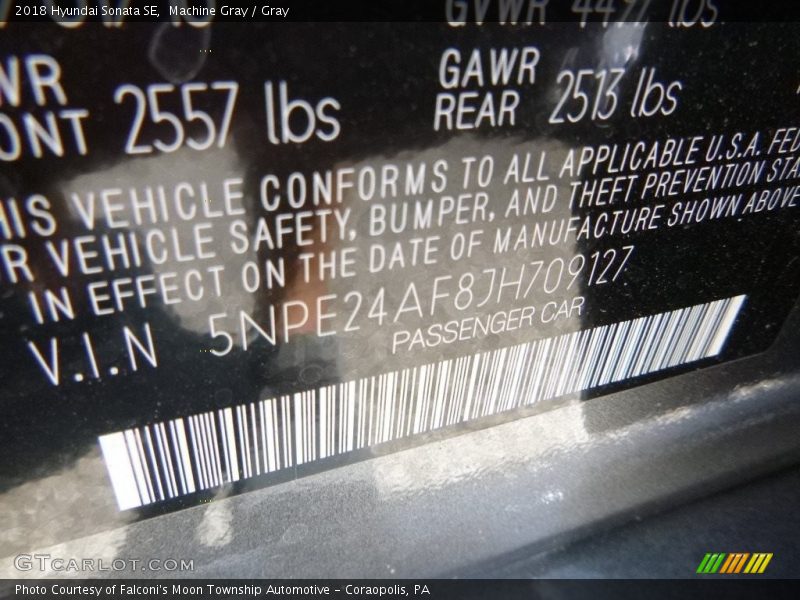 2018 Hyundai Sonata SE, Machine Gray / Gray
GVWR 4497 lbs
GAWR
REAR 2513 lbs
WR
ONT 2557 lbs
HIS VEHICLE CONFORMS TO ALL APPLICABLE U.S.A. FED
R VEHICLE SAFETY, BUMPER, AND THEFT PREVENTION STA
IN EFFECT ON THE DATE OF MANUFACTURE SHOWN ABOVE
V.I.N 5NPE24AF8JH709127
PASSENGER CAR
GTCARLOT.COM
Photo Courtesy of Falconi's Moon Township Automotive - Coraopolis, PA